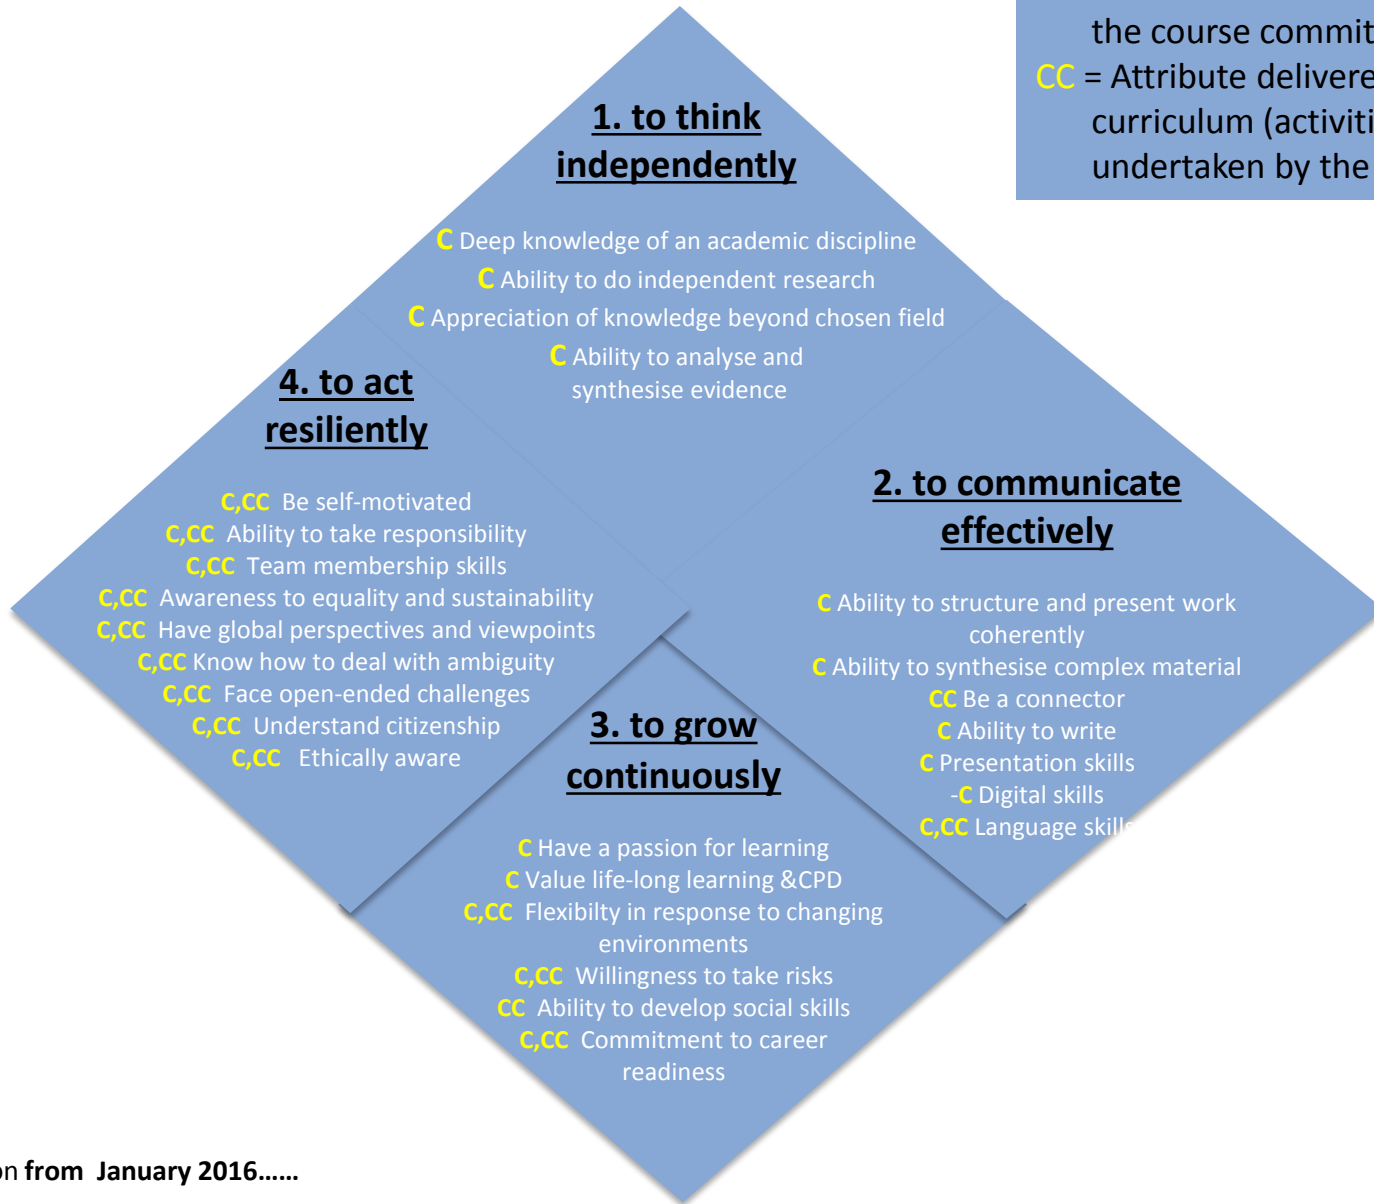 the course commit
CC = Attribute delivere
curriculum (activiti
undertaken by the
1. to think
independently
C Deep knowledge of an academic discipline
C Ability to do independent research
C Appreciation of knowledge beyond chosen field
C Ability to analyse and
synthesise evidence
4. to act
resiliently
C,CC Be self-motivated
C,CC Ability to take responsibility
C,CC Team membership skills
C,CC Awareness to equality and sustainability
C,CC Have global perspectives and viewpoints
C,CC Know how to deal with ambiguity
C,CC Face open-ended challenges
C,CC Understand citizenship
C,CC Ethically aware
2. to communicate
effectively
C Ability to structure and present work
coherently
C Ability to synthesise complex material
CC Be a connector
C Ability to write
C Presentation skills
-C Digital skills
C,CC Language skills
3. to grow
continuously
C Have a passion for learning
C Value life-long learning &CPD
C,CC Flexibilty in response to changing
environments
C,CC Willingness to take risks
CC Ability to develop social skills
C,CC Commitment to career
readiness
on from January 2016......